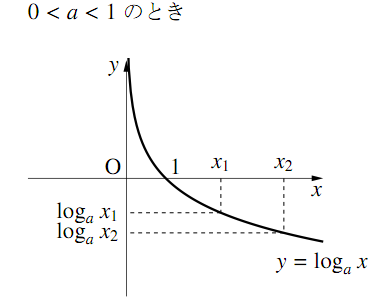 0 < a < 1 のとき
y
O
1
x₁
x₂
x
logₐ x₁
logₐ x₂
y = logₐ x